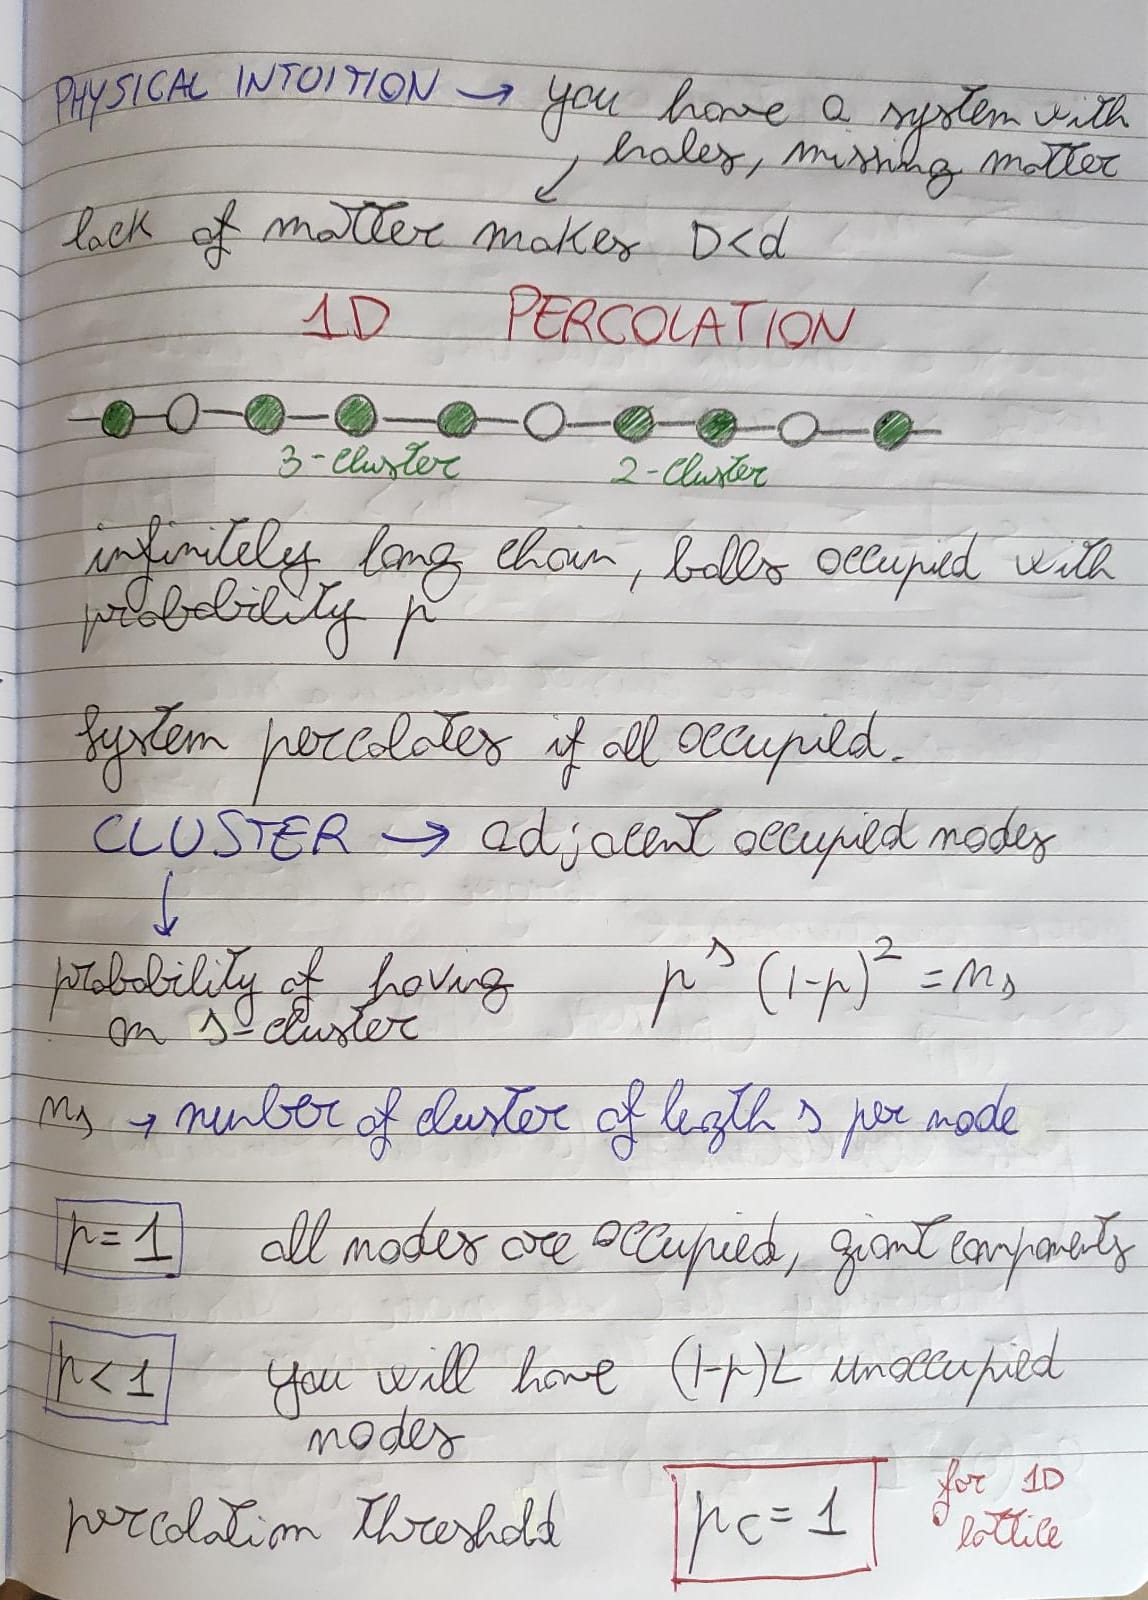 PHYSICAL INTUITION → you have a system with
holes, missing matter
lack of matter makes D<d
1D PERCOLATION
3-cluster 2-cluster
infinitely long chain, balls occupied with
probability p
System percolates if all occupied.
CLUSTER → adjacent occupied nodes
probability of having p^s (1-p)^2 = n_s
an s-cluster
n_s → number of cluster of length s per node
p=1 all nodes are occupied, giant components
p<1 you will have (1-p)L unoccupied
nodes
percolation threshold p_c = 1 for 1D
lattice